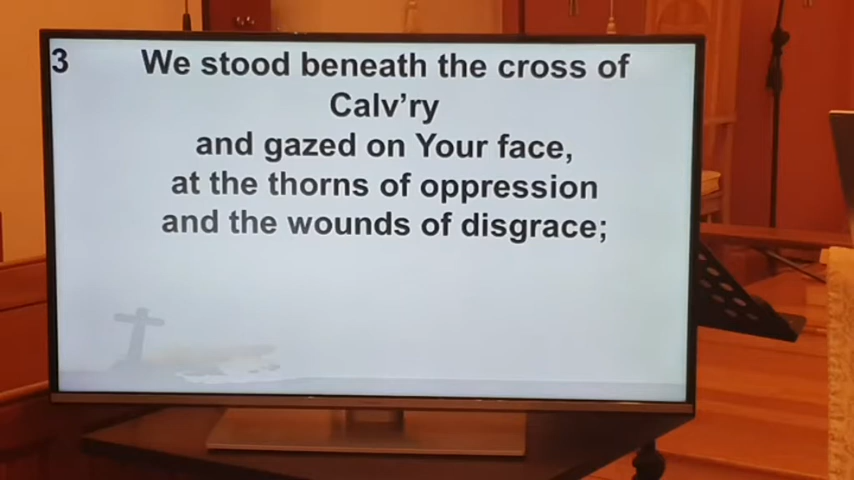 3
We stood beneath the cross of
Calv’ry
and gazed on Your face,
at the thorns of oppression
and the wounds of disgrace;